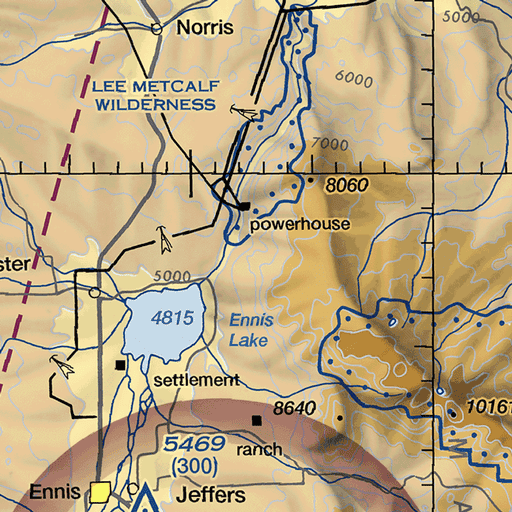 Norris
5000
LEE METCALF
WILDERNESS
6000
7000
8060
powerhouse
ster
5000
4815
Ennis
Lake
settlement
8640
1016
5469
(300)
ranch
Ennis
Jeffers